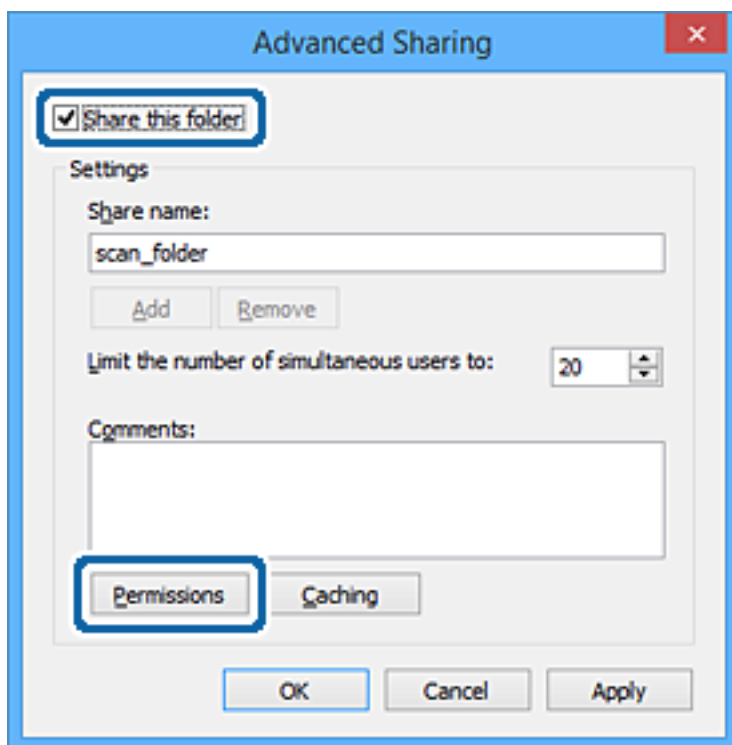 Advanced Sharing
Share this folder
Settings
Share name:
scan_folder
Add Remove
Limit the number of simultaneous users to: 20
Comments:
Permissions Caching
OK Cancel Apply